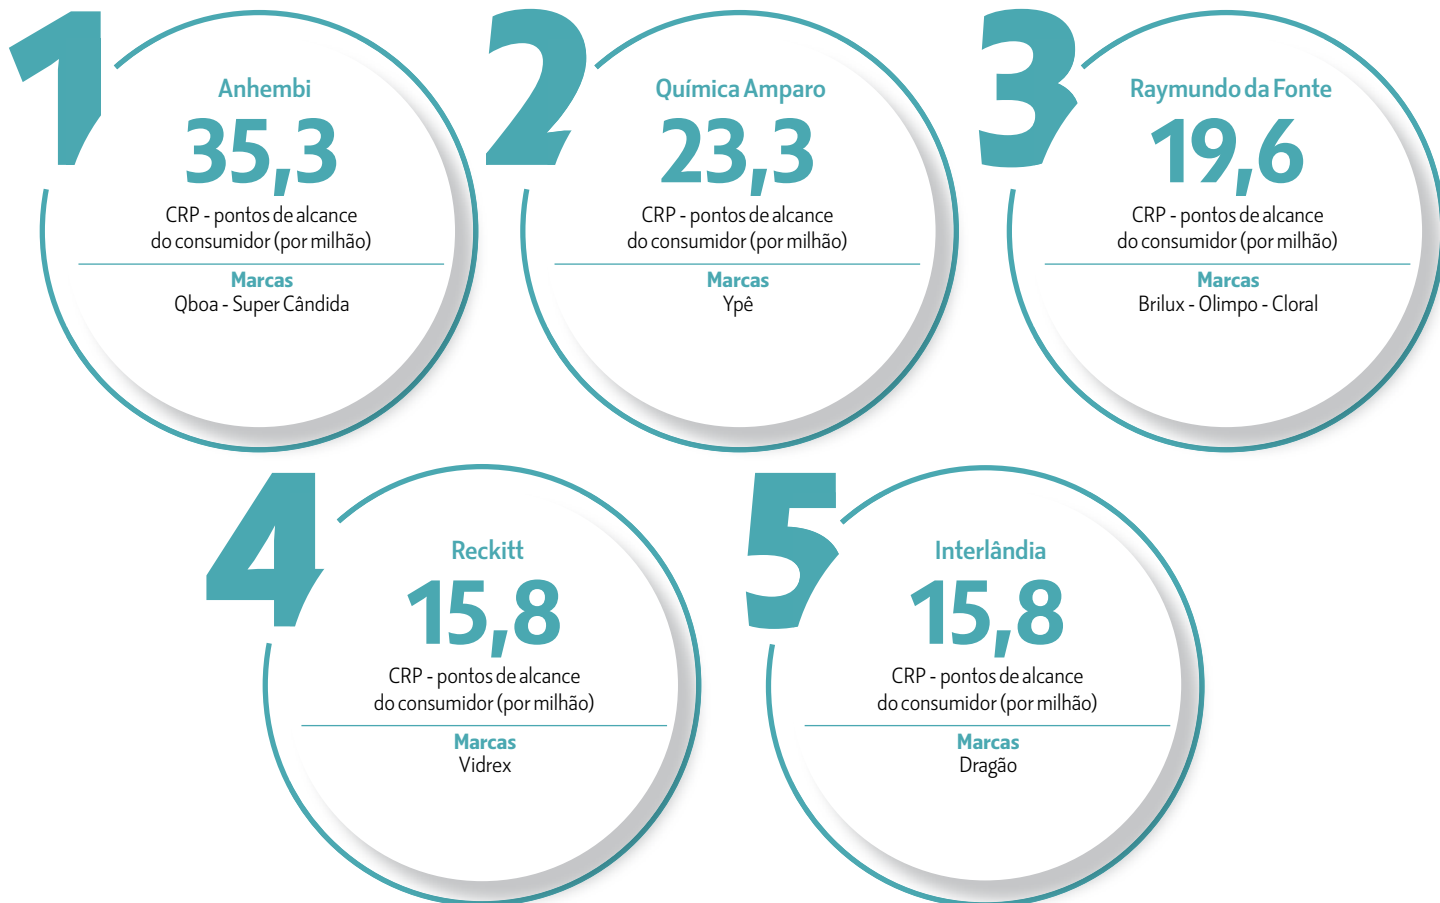 1
Anhembi
35,3
CRP - pontos de alcance
do consumidor (por milhão)
Marcas
Qboa - Super Cândida
2
Química Amparo
23,3
CRP - pontos de alcance
do consumidor (por milhão)
Marcas
Ypê
3
Raymundo da Fonte
19,6
CRP - pontos de alcance
do consumidor (por milhão)
Marcas
Brilux - Olimpo - Cloral
4
Reckitt
15,8
CRP - pontos de alcance
do consumidor (por milhão)
Marcas
Vidrex
5
Interlândia
15,8
CRP - pontos de alcance
do consumidor (por milhão)
Marcas
Dragão